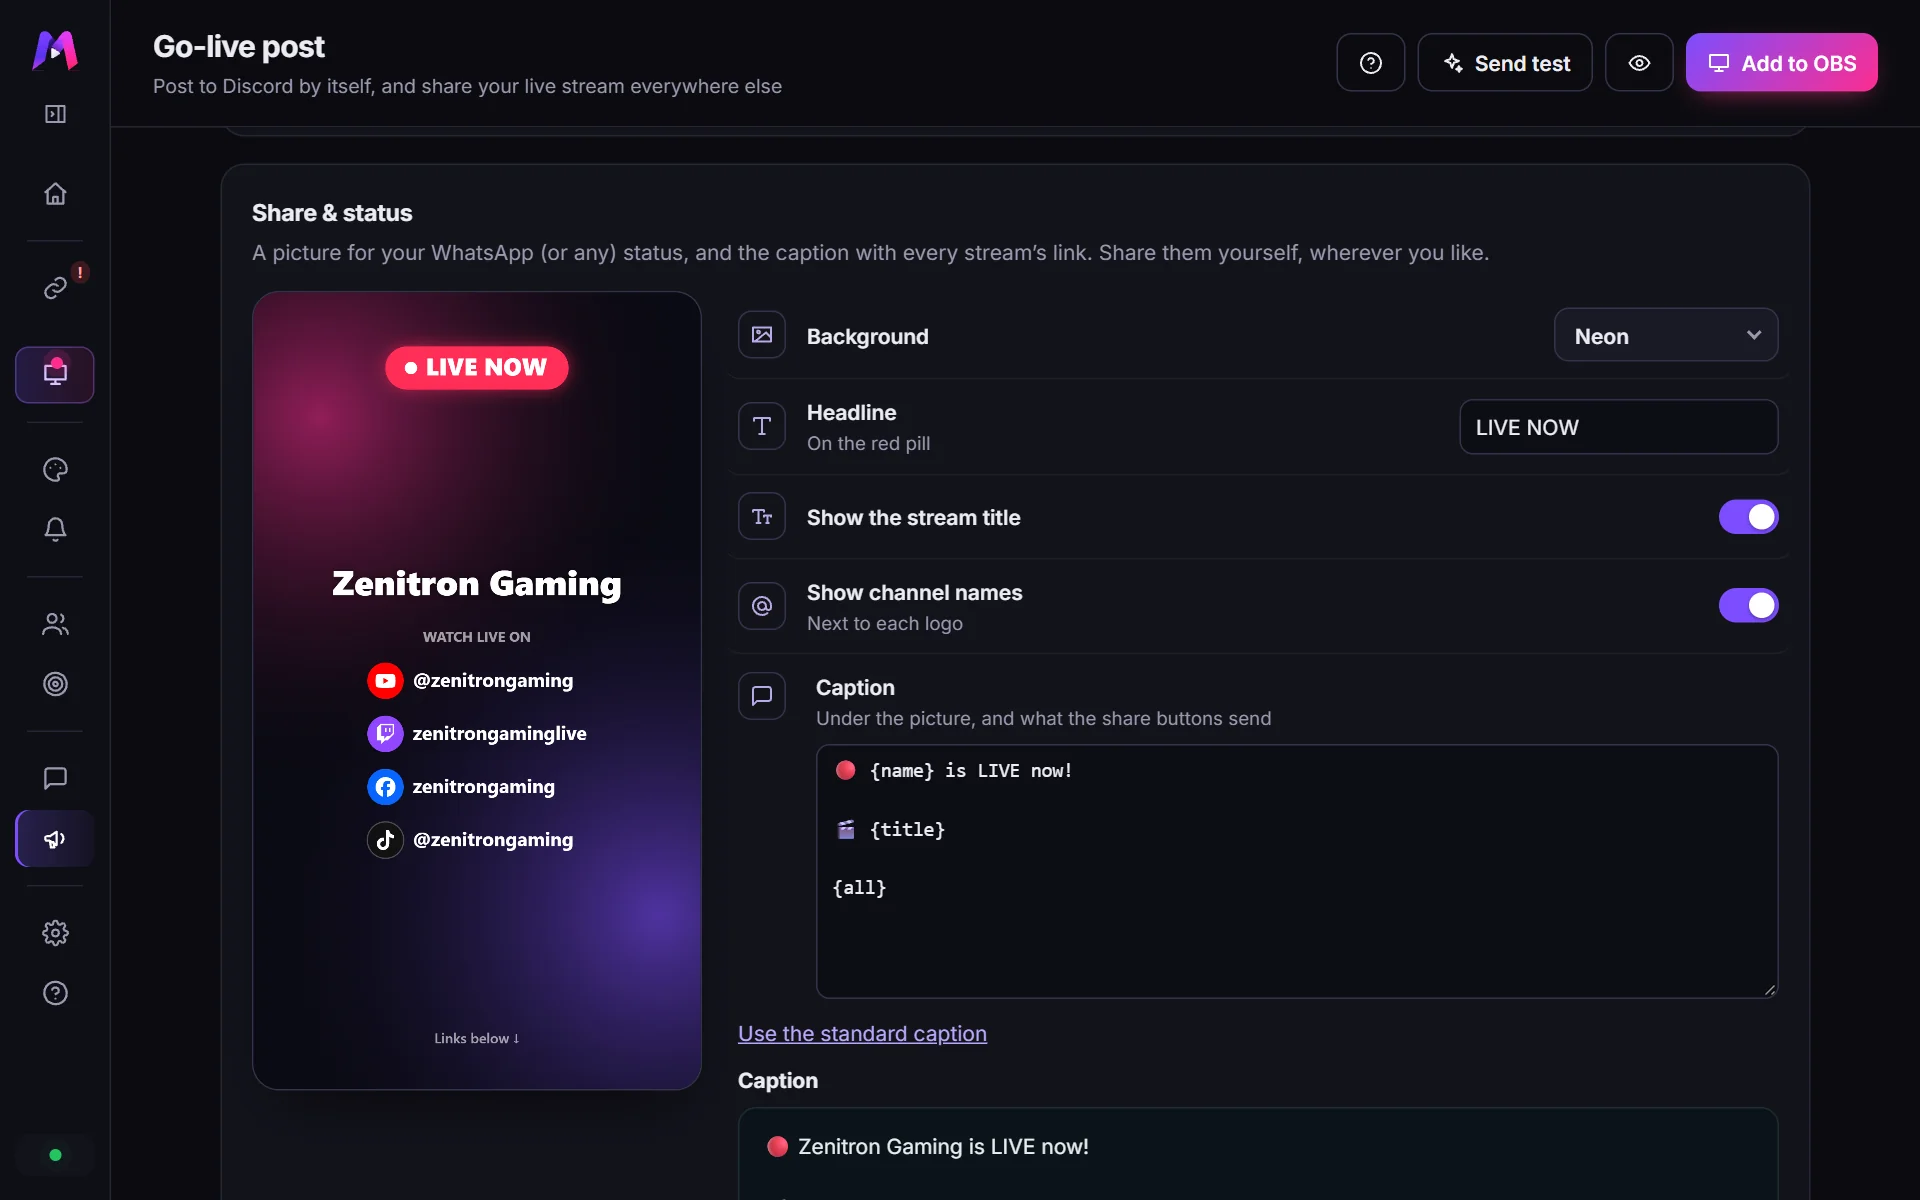 Go-live post
Post to Discord by itself, and share your live stream everywhere else
Send test
Add to OBS
!
Share & status
A picture for your WhatsApp (or any) status, and the caption with every stream's link. Share them yourself, wherever you like.
LIVE NOW
Zenitron Gaming
WATCH LIVE ON
@zenitrongaming
zenitrongaminglive
zenitrongaming
@zenitrongaming
Links below ↓
Background
Neon
Headline
On the red pill
LIVE NOW
Show the stream title
Show channel names
Next to each logo
Caption
Under the picture, and what the share buttons send
🔴 {name} is LIVE now!
🎬 {title}
{all}
Use the standard caption
Caption
🔴 Zenitron Gaming is LIVE now!